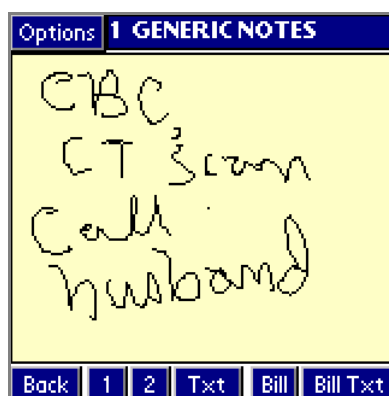 Options 1 GENERIC NOTES
CBC,
CT Scan
Call
husband
Back 1 2 Txt Bill Bill Txt